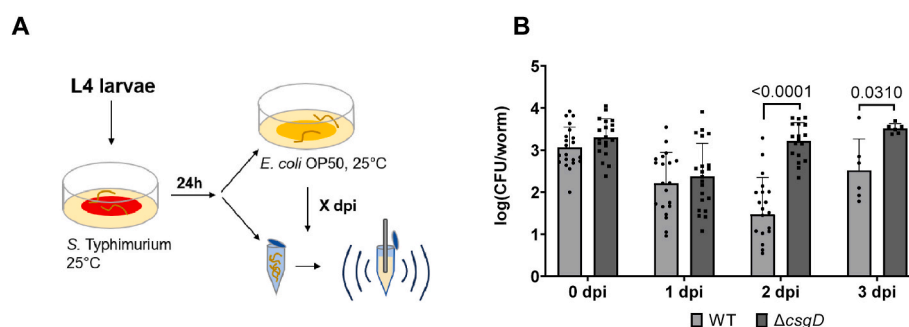 A
L4 larvae
24h
S. Typhimurium
25°C
E. coli OP50, 25°C
X dpi
B
<0.0001
0.0310
log(CFU/worm)
5
4
3
2
1
0
0 dpi
1 dpi
2 dpi
3 dpi
WT
ΔcsgD